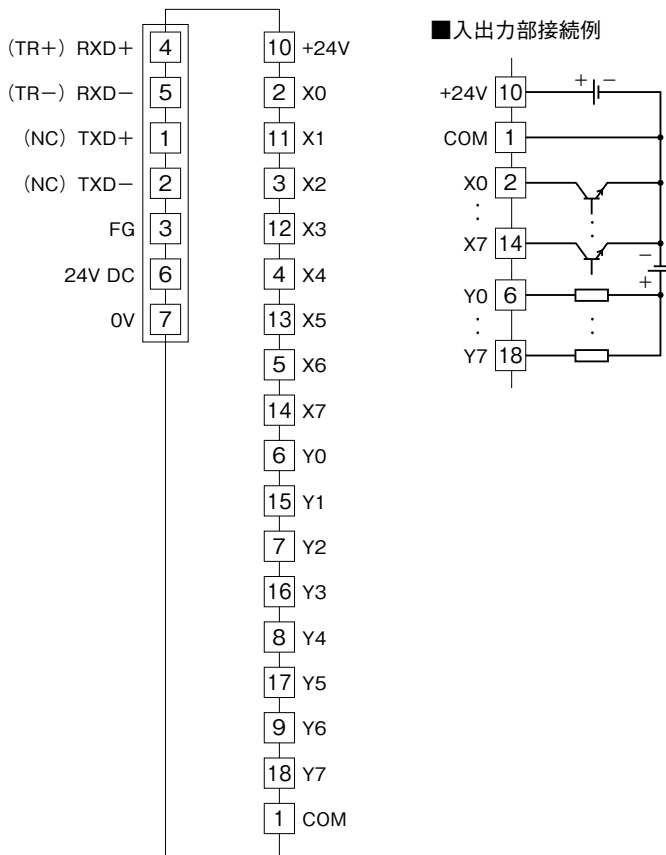 (TR+) RXD+ 4
(TR−) RXD− 5
(NC) TXD+ 1
(NC) TXD− 2
FG 3
24V DC 6
0V 7
10 +24V
2 X0
11 X1
3 X2
12 X3
4 X4
13 X5
5 X6
14 X7
6 Y0
15 Y1
7 Y2
16 Y3
8 Y4
17 Y5
9 Y6
18 Y7
1 COM
■入出力部接続例
+24V 10 + −
COM 1
X0 2
:
X7 14
−
+
Y0 6
:
Y7 18